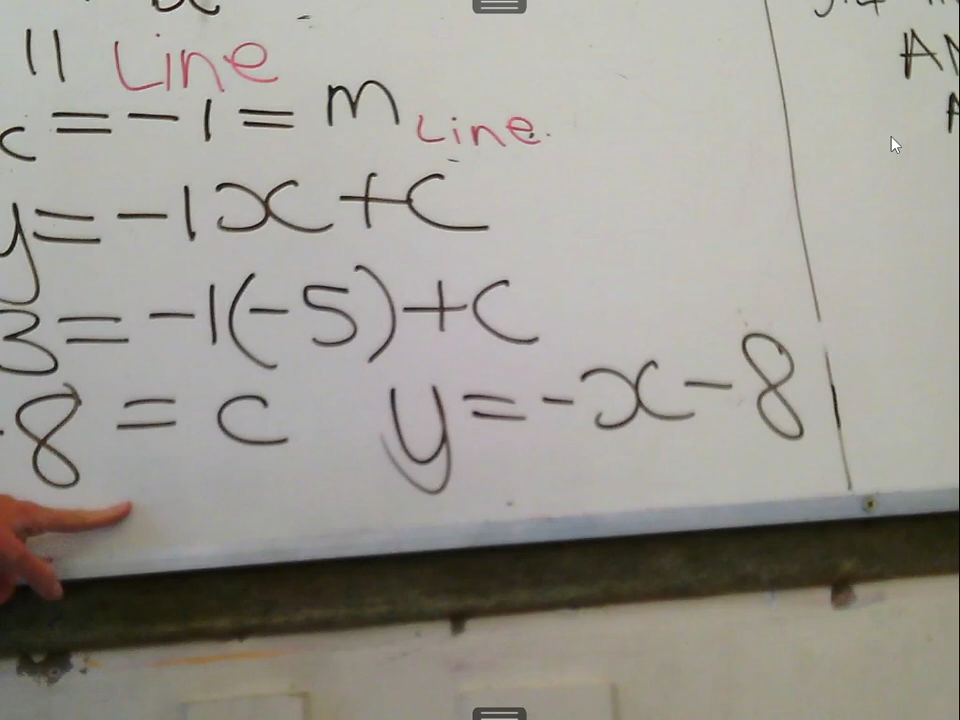 || Line
c = -1 = m Line.
y = -1x + c
3 = -1(-5) + c
-8 = c y = -x - 8